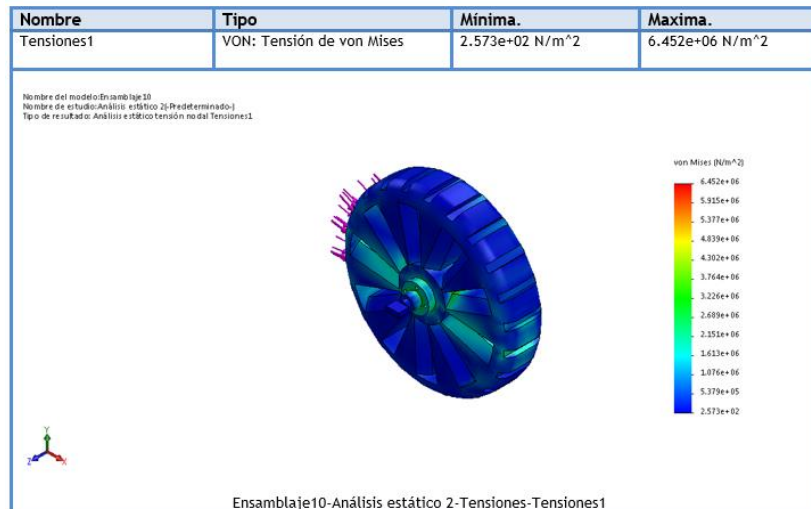 Nombre Tipo Mínima. Maxima.
Tensiones1 VON: Tensión de von Mises 2.573e+02 N/m^2 6.452e+06 N/m^2
Nombre del modelo:Ensamblaje10
Nombre de estudio:Análisis estático 2(-Predeterminado-)
Tipo de resultado: Análisis estático tensión nodal Tensiones1
von Mises (N/m^2)
6.452e+06
5.915e+06
5.377e+06
4.839e+06
4.302e+06
3.764e+06
3.226e+06
2.689e+06
2.151e+06
1.613e+06
1.076e+06
5.379e+05
2.573e+02
Y
Z X
Ensamblaje10-Análisis estático 2-Tensiones-Tensiones1